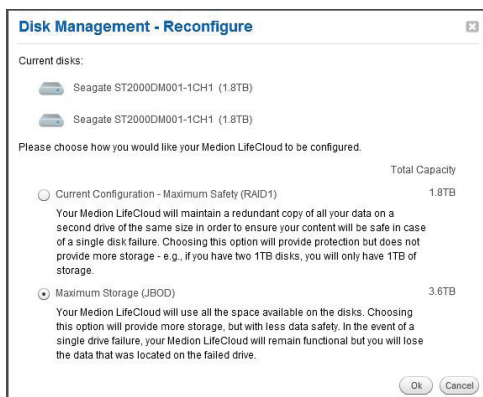 Disk Management - Reconfigure
Current disks:
Seagate ST2000DM001-1CH1 (1.8TB)
Seagate ST2000DM001-1CH1 (1.8TB)
Please choose how you would like your Medion LifeCloud to be configured.
Total Capacity
Current Configuration - Maximum Safety (RAID1) 1.8TB
Your Medion LifeCloud will maintain a redundant copy of all your data on a
second drive of the same size in order to ensure your content will be safe in case
of a single disk failure. Choosing this option will provide protection but does not
provide more storage - e.g., if you have two 1TB disks, you will only have 1TB of
storage.
Maximum Storage (JBOD) 3.6TB
Your Medion LifeCloud will use all the space available on the disks. Choosing
this option will provide more storage, but with less data safety. In the event of a
single drive failure, your Medion LifeCloud will remain functional but you will lose
the data that was located on the failed drive.
Ok Cancel